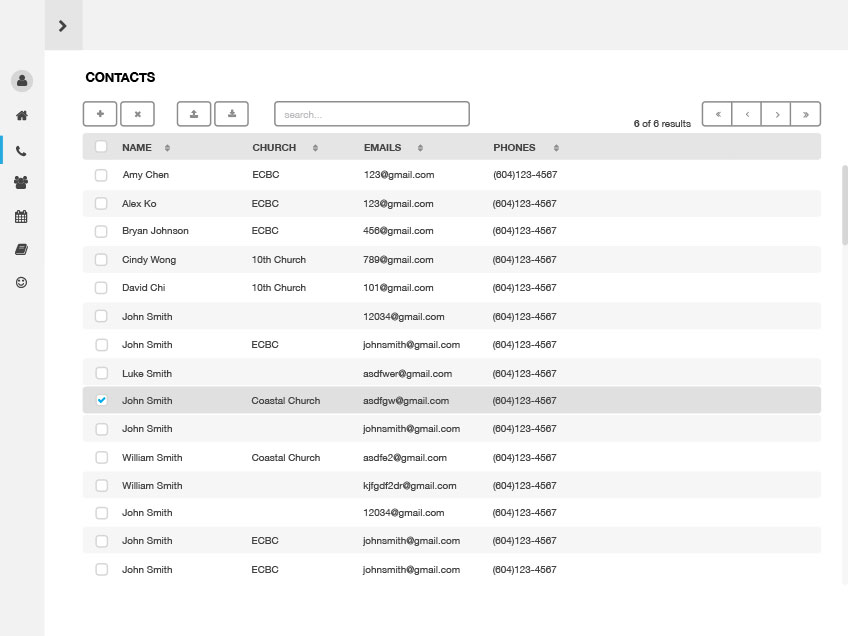 CONTACTS
search...
6 of 6 results
« ‹ › »
NAME CHURCH EMAILS PHONES
Amy Chen ECBC 123@gmail.com (604)123-4567
Alex Ko ECBC 123@gmail.com (604)123-4567
Bryan Johnson ECBC 456@gmail.com (604)123-4567
Cindy Wong 10th Church 789@gmail.com (604)123-4567
David Chi 10th Church 101@gmail.com (604)123-4567
John Smith 12034@gmail.com (604)123-4567
John Smith ECBC johnsmith@gmail.com (604)123-4567
Luke Smith asdfwer@gmail.com (604)123-4567
John Smith Coastal Church asdfgw@gmail.com (604)123-4567
John Smith johnsmith@gmail.com (604)123-4567
William Smith Coastal Church asdfe2@gmail.com (604)123-4567
William Smith kjfgdf2dr@gmail.com (604)123-4567
John Smith 12034@gmail.com (604)123-4567
John Smith ECBC johnsmith@gmail.com (604)123-4567
John Smith ECBC johnsmith@gmail.com (604)123-4567